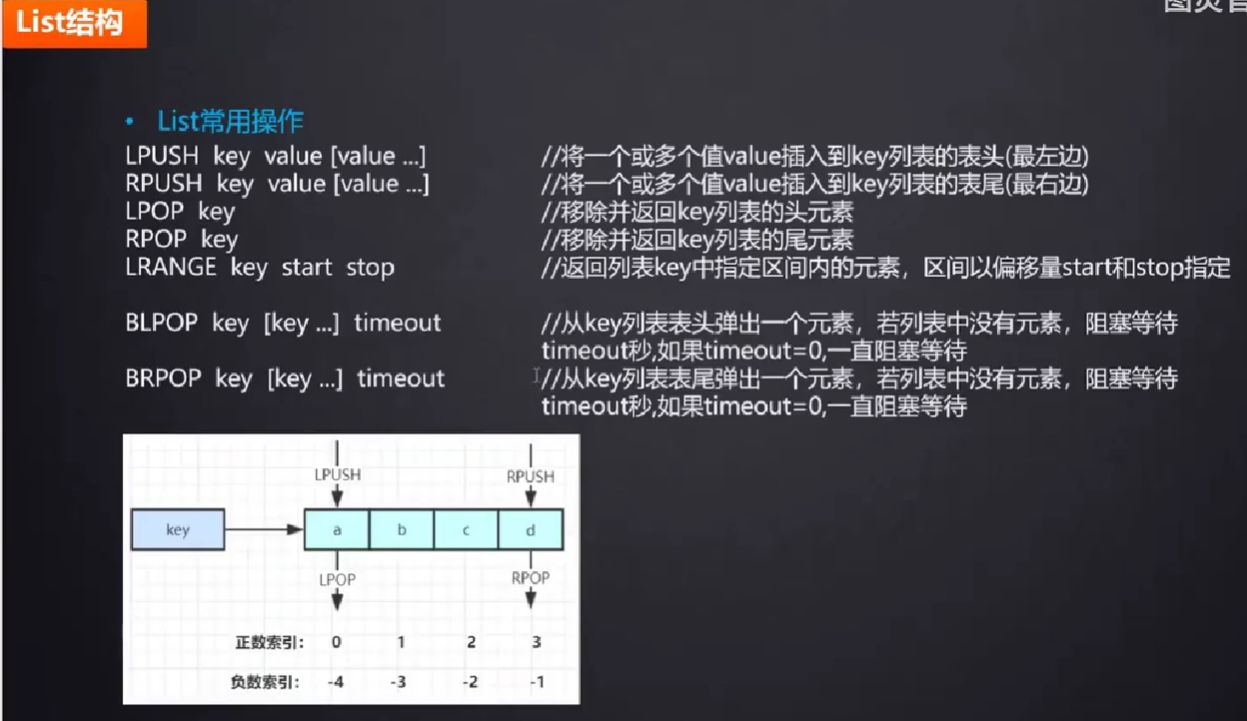 List结构
• List常用操作
LPUSH key value [value ...] //将一个或多个值value插入到key列表的表头(最左边)
RPUSH key value [value ...] //将一个或多个值value插入到key列表的表尾(最右边)
LPOP key //移除并返回key列表的头元素
RPOP key //移除并返回key列表的尾元素
LRANGE key start stop //返回列表key中指定区间内的元素，区间以偏移量start和stop指定
BLPOP key [key ...] timeout //从key列表表头弹出一个元素，若列表中没有元素，阻塞等待
timeout秒,如果timeout=0,一直阻塞等待
BRPOP key [key ...] timeout //从key列表表尾弹出一个元素，若列表中没有元素，阻塞等待
timeout秒,如果timeout=0,一直阻塞等待
LPUSH RPUSH
key a b c d
LPOP RPOP
正数索引: 0 1 2 3
负数索引: -4 -3 -2 -1